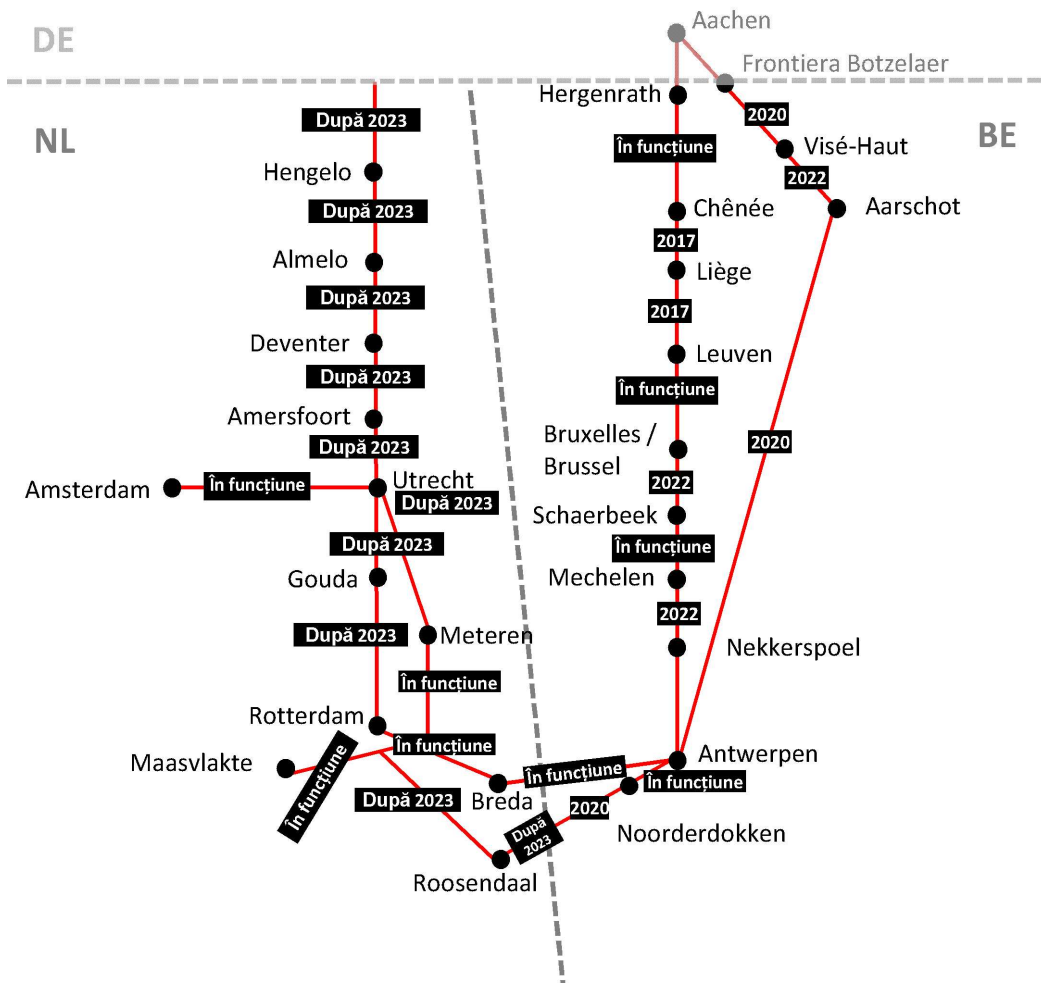 Aachen
DE
Frontiera Botzelaer
Hergenrath
2020
După 2023
NL
BE
În funcțiune
Visé-Haut
Hengelo
2022
După 2023
Chênée
Aarschot
2017
Almelo
Liège
După 2023
2017
Deventer
Leuven
După 2023
În funcțiune
Amersfoort
Bruxelles /
Brussel
După 2023
2020
Utrecht
Amsterdam
În funcțiune
2022
După 2023
Schaerbeek
După 2023
În funcțiune
Gouda
Mechelen
2022
După 2023
Meteren
Nekkerspoel
În funcțiune
Rotterdam
În funcțiune
Antwerpen
Maasvlakte
În funcțiune
În funcțiune
În funcțiune
Breda
După 2023
2020
Noorderdokken
După
2023
Roosendaal